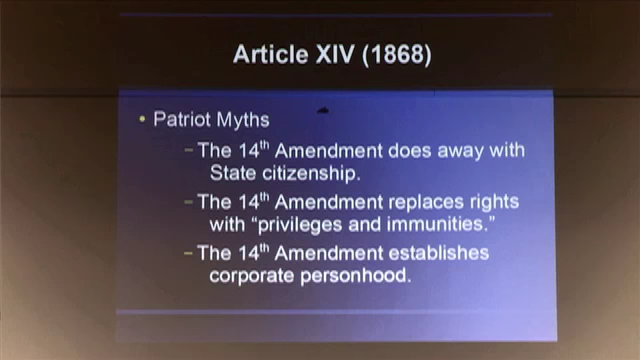 Article XIV (1868)
• Patriot Myths
– The 14th Amendment does away with
State citizenship.
– The 14th Amendment replaces rights
with “privileges and immunities.”
– The 14th Amendment establishes
corporate personhood.